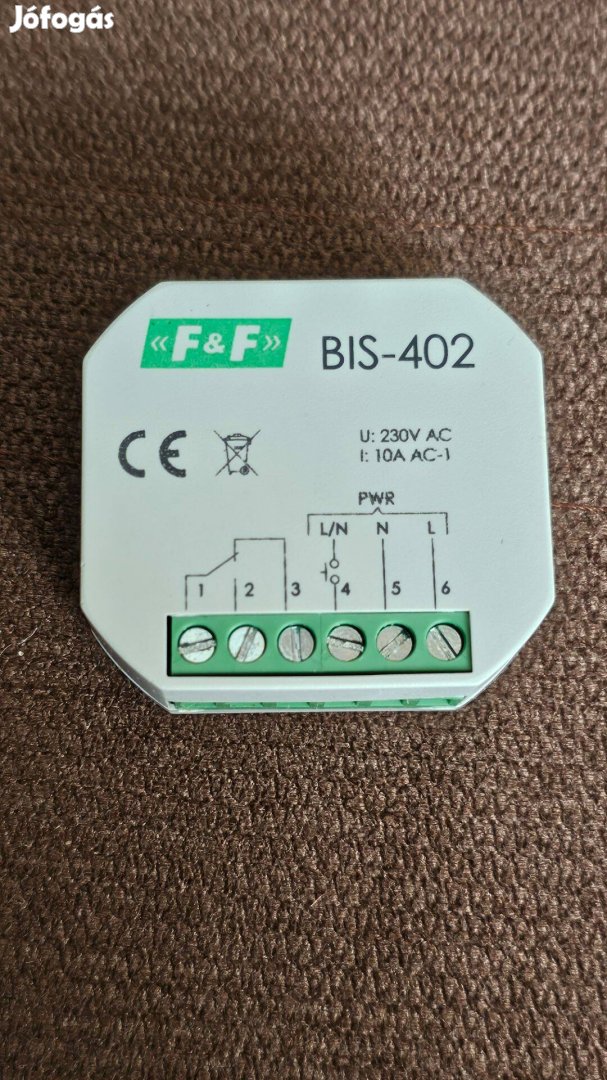 Jófogás
«F&F» BIS-402
CE U: 230V AC
I: 10A AC-1
PWR
L/N N L
1 2 3 4 5 6